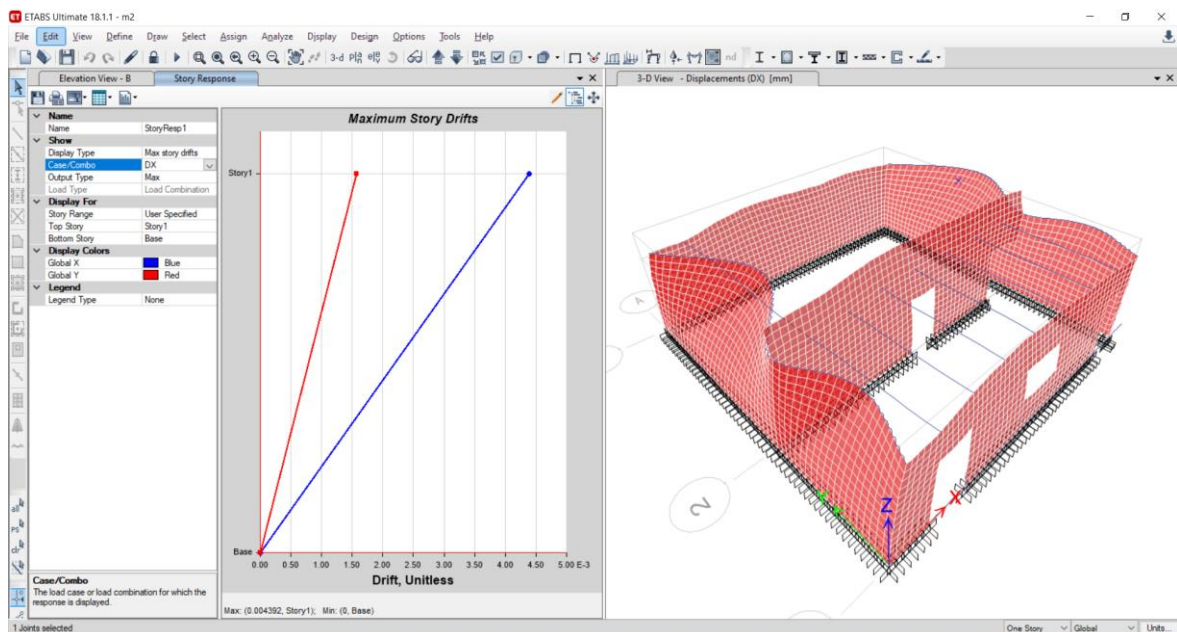 ETABS Ultimate 18.1.1 - m2
File Edit View Define Draw Select Assign Analyze Display Design Options Tools Help
3-d nd
Elevation View - B
Story Response
3-D View - Displacements (DX) [mm]
Name
Name StoryResp1
Show
Display Type Max story drifts
Case/Combo DX
Output Type Max
Load Type Load Combination
Display For
Story Range User Specified
Top Story Story1
Bottom Story Base
Display Colors
Global X Blue
Global Y Red
Legend
Legend Type None
Case/Combo
The load case or load combination for which the
response is displayed.
Maximum Story Drifts
Story1
Base
0.00 0.50 1.00 1.50 2.00 2.50 3.00 3.50 4.00 4.50 5.00 E-3
Drift, Unitless
Max: (0.004392, Story1); Min: (0, Base)
A
2
Z
X
Y
all
ps
clr
1 Joints selected
One Story Global Units...